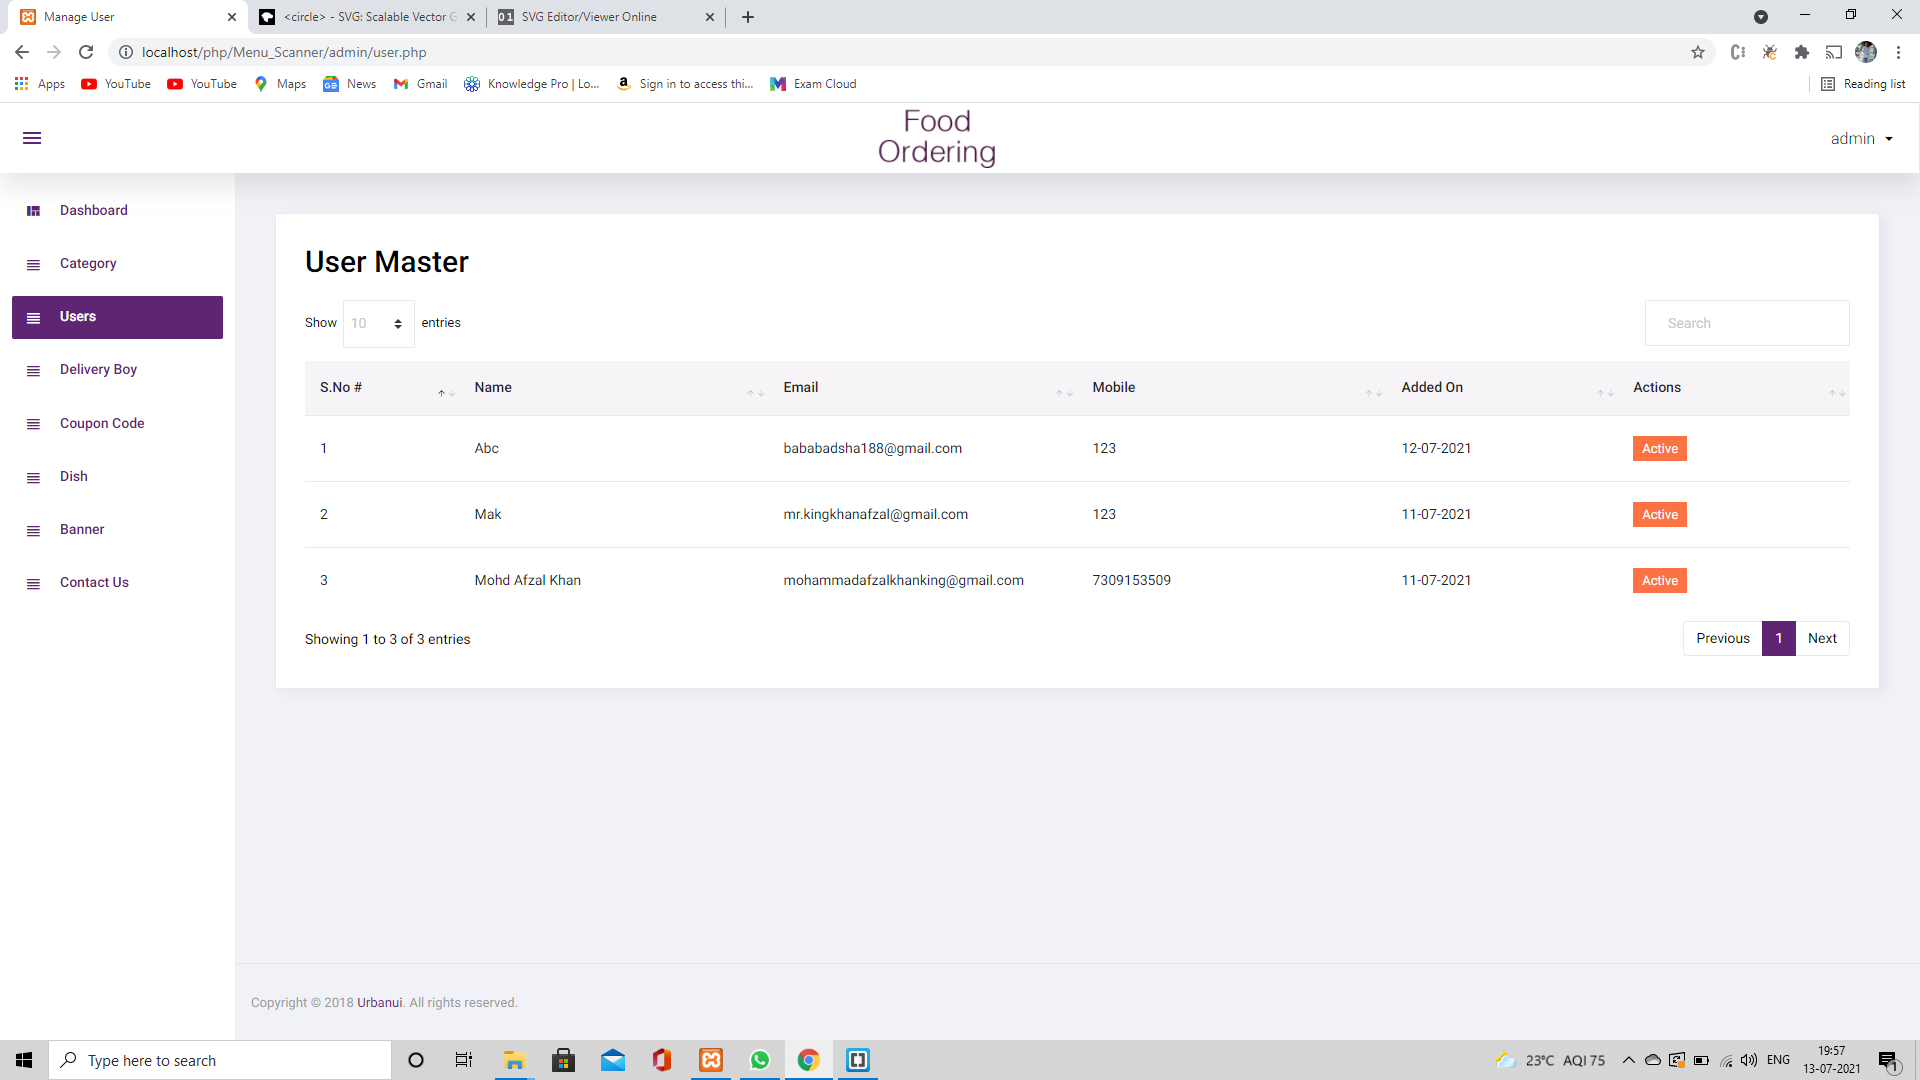 Manage User
<circle> - SVG: Scalable Vector G
SVG Editor/Viewer Online
localhost/php/Menu_Scanner/admin/user.php
Apps YouTube YouTube Maps News Gmail Knowledge Pro | Lo... Sign in to access thi... Exam Cloud Reading list
Food
Ordering
admin
Dashboard
Category
Users
Delivery Boy
Coupon Code
Dish
Banner
Contact Us
User Master
Show 10 entries
Search
S.No # Name Email Mobile Added On Actions
1 Abc bababadsha188@gmail.com 123 12-07-2021 Active
2 Mak mr.kingkhanafzal@gmail.com 123 11-07-2021 Active
3 Mohd Afzal Khan mohammadafzalkhanking@gmail.com 7309153509 11-07-2021 Active
Showing 1 to 3 of 3 entries
Previous 1 Next
Copyright © 2018 Urbanui. All rights reserved.
Type here to search
23°C AQI 75
ENG
19:57
13-07-2021
1